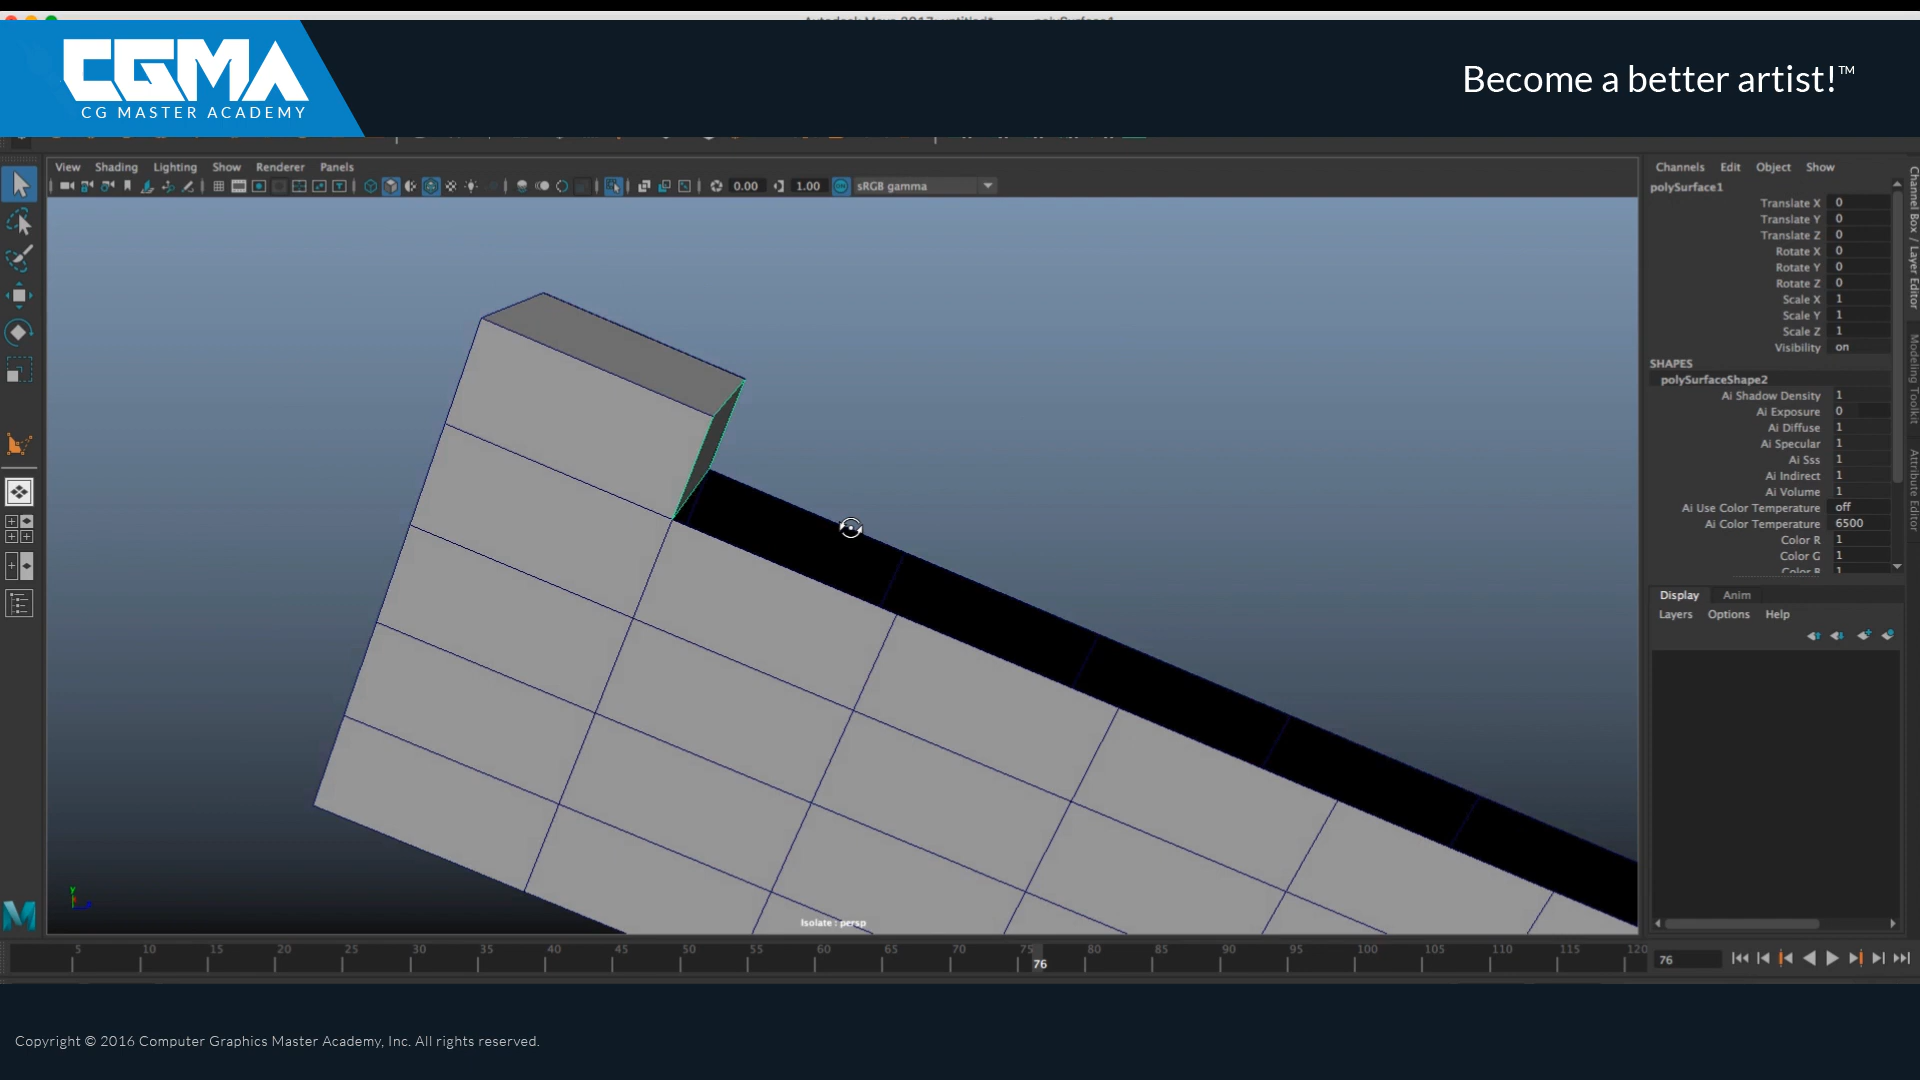 CGMA
CG MASTER ACADEMY
Become a better artist!™
View Shading Lighting Show Renderer Panels
0.00 1.00 sRGB gamma
Channels Edit Object Show
polySurface1
Translate X 0
Translate Y 0
Translate Z 0
Rotate X 0
Rotate Y 0
Rotate Z 0
Scale X 1
Scale Y 1
Scale Z 1
Visibility on
SHAPES
polySurfaceShape2
Ai Shadow Density 1
Ai Exposure 0
Ai Diffuse 1
Ai Specular 1
Ai Sss 1
Ai Indirect 1
Ai Volume 1
Ai Use Color Temperature off
Ai Color Temperature 6500
Color R 1
Color G 1
Color B 1
Channel Box / Layer Editor
Modeling Toolkit
Attribute Editor
Display Anim
Layers Options Help
Y
Isolate : persp
5 10 15 20 25 30 35 40 45 50 55 60 65 70 75 80 85 90 95 100 105 110 115 120
76
76
Copyright © 2016 Computer Graphics Master Academy, Inc. All rights reserved.